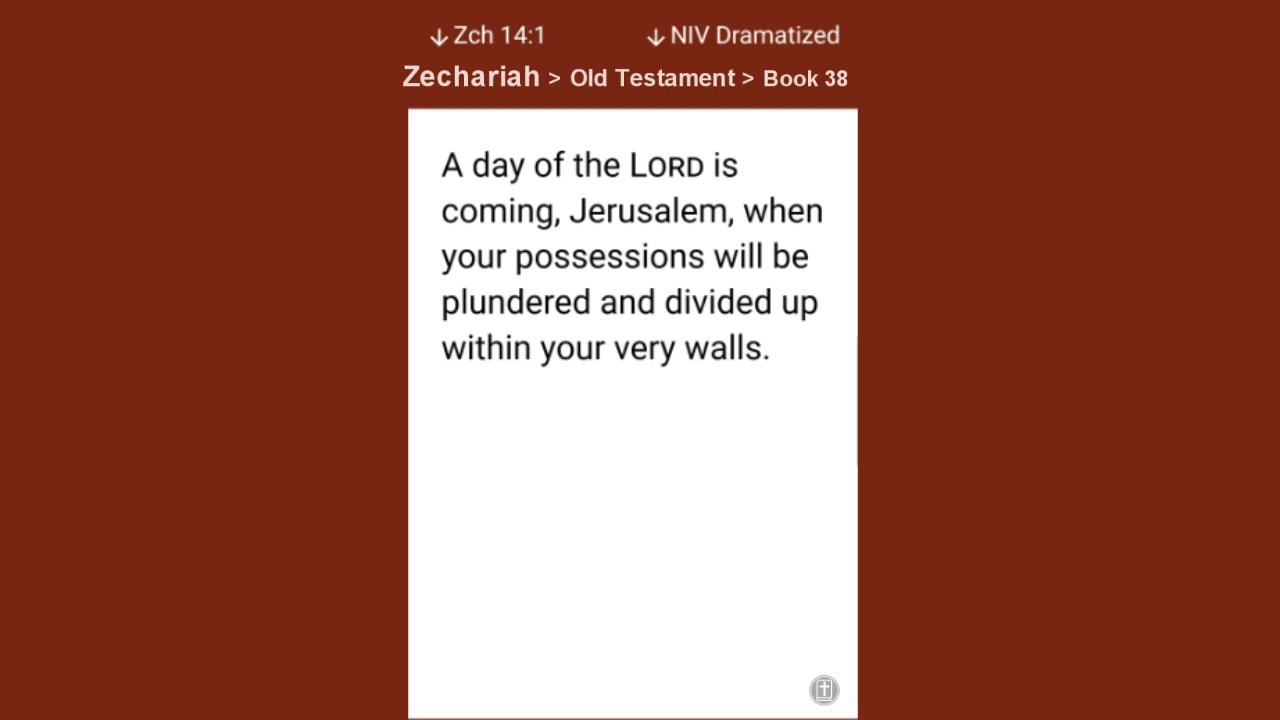 ↓ Zch 14:1 ↓ NIV Dramatized
Zechariah > Old Testament > Book 38
A day of the LORD is
coming, Jerusalem, when
your possessions will be
plundered and divided up
within your very walls.